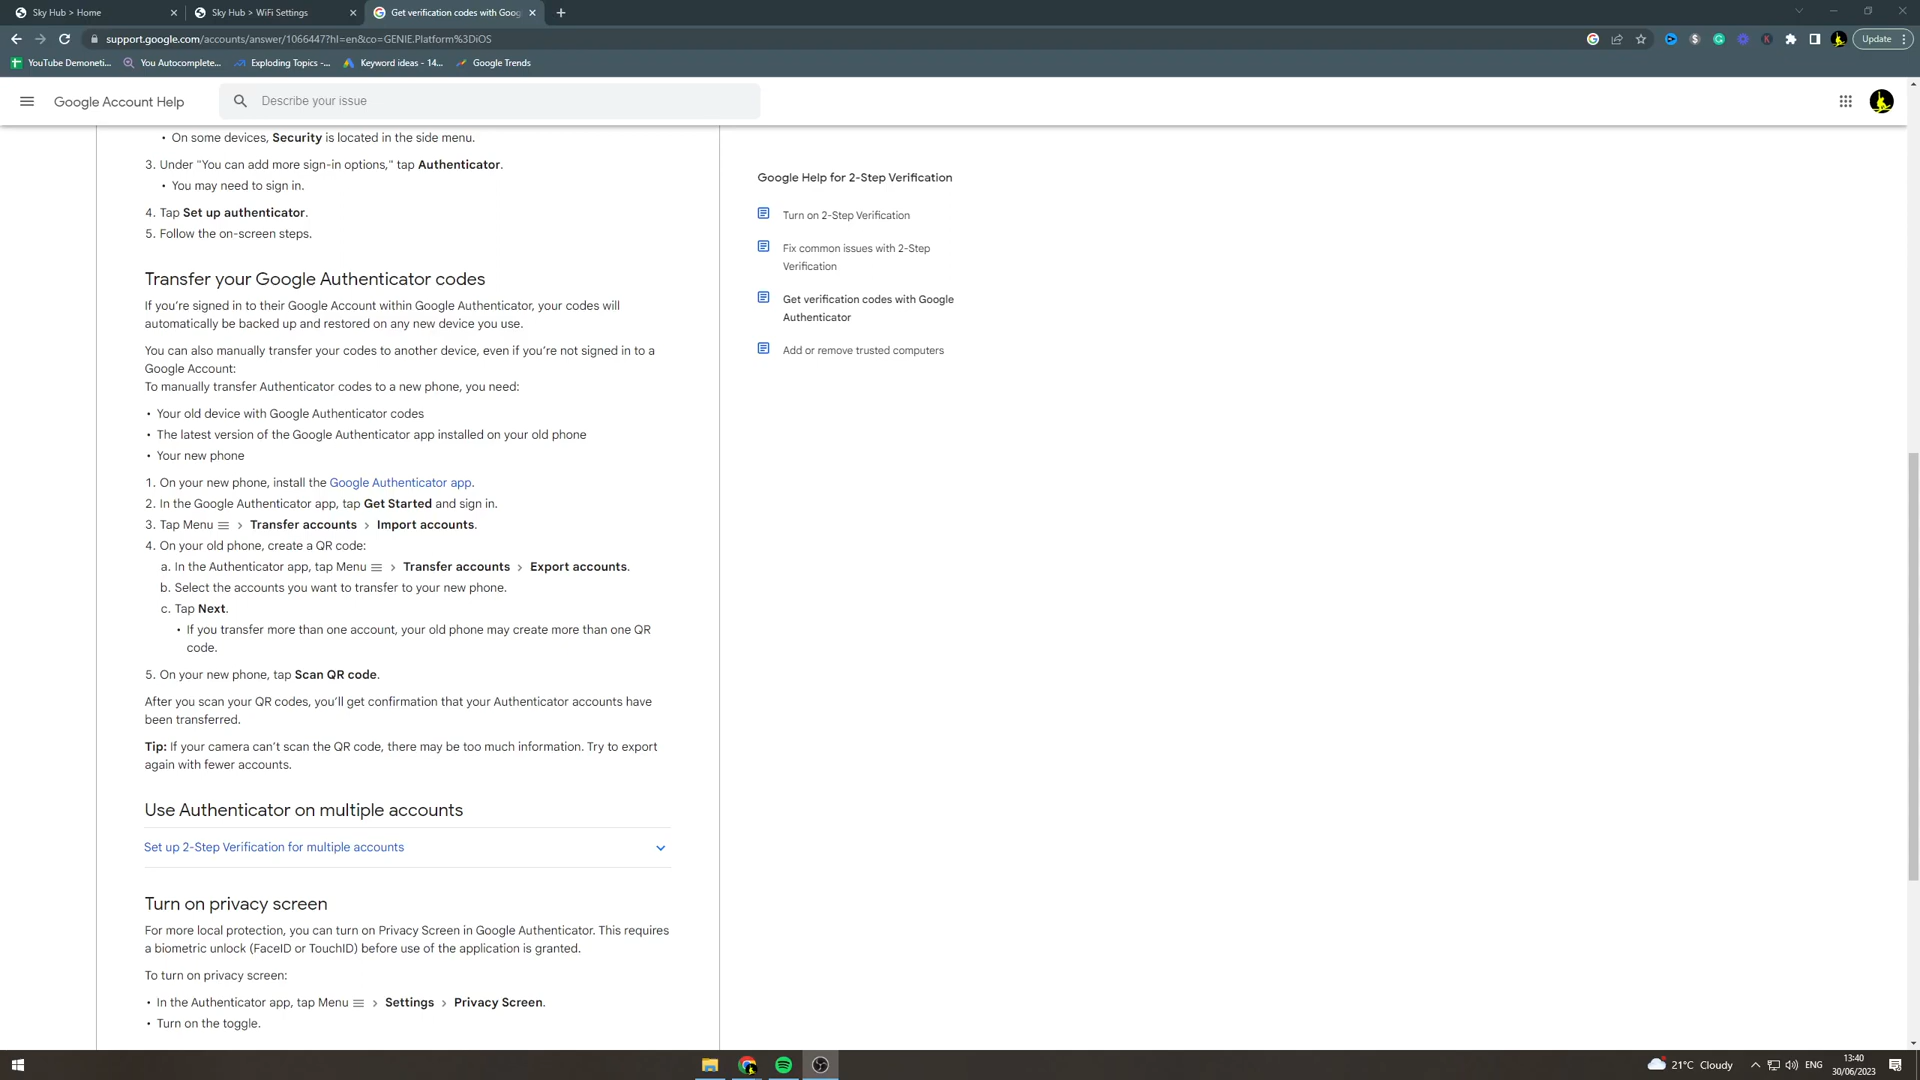 Sky Hub > Home
Sky Hub > WiFi Settings
Get verification codes with Goog
support.google.com/accounts/answer/1066447?hl=en&co=GENIE.Platform%3DiOS
Update
YouTube Demoneti...
You Autocomplete...
Exploding Topics -...
Keyword ideas - 14...
Google Trends
Google Account Help
Describe your issue
• On some devices, Security is located in the side menu.
3. Under "You can add more sign-in options," tap Authenticator.
• You may need to sign in.
4. Tap Set up authenticator.
5. Follow the on-screen steps.
Transfer your Google Authenticator codes
If you’re signed in to their Google Account within Google Authenticator, your codes will
automatically be backed up and restored on any new device you use.
You can also manually transfer your codes to another device, even if you’re not signed in to a
Google Account:
To manually transfer Authenticator codes to a new phone, you need:
• Your old device with Google Authenticator codes
• The latest version of the Google Authenticator app installed on your old phone
• Your new phone
1. On your new phone, install the Google Authenticator app.
2. In the Google Authenticator app, tap Get Started and sign in.
3. Tap Menu > Transfer accounts > Import accounts.
4. On your old phone, create a QR code:
a. In the Authenticator app, tap Menu > Transfer accounts > Export accounts.
b. Select the accounts you want to transfer to your new phone.
c. Tap Next.
• If you transfer more than one account, your old phone may create more than one QR
code.
5. On your new phone, tap Scan QR code.
After you scan your QR codes, you’ll get confirmation that your Authenticator accounts have
been transferred.
Tip: If your camera can’t scan the QR code, there may be too much information. Try to export
again with fewer accounts.
Use Authenticator on multiple accounts
Set up 2-Step Verification for multiple accounts
Turn on privacy screen
For more local protection, you can turn on Privacy Screen in Google Authenticator. This requires
a biometric unlock (FaceID or TouchID) before use of the application is granted.
To turn on privacy screen:
• In the Authenticator app, tap Menu > Settings > Privacy Screen.
• Turn on the toggle.
Google Help for 2-Step Verification
Turn on 2-Step Verification
Fix common issues with 2-Step
Verification
Get verification codes with Google
Authenticator
Add or remove trusted computers
21°C Cloudy
ENG
13:40
30/06/2023